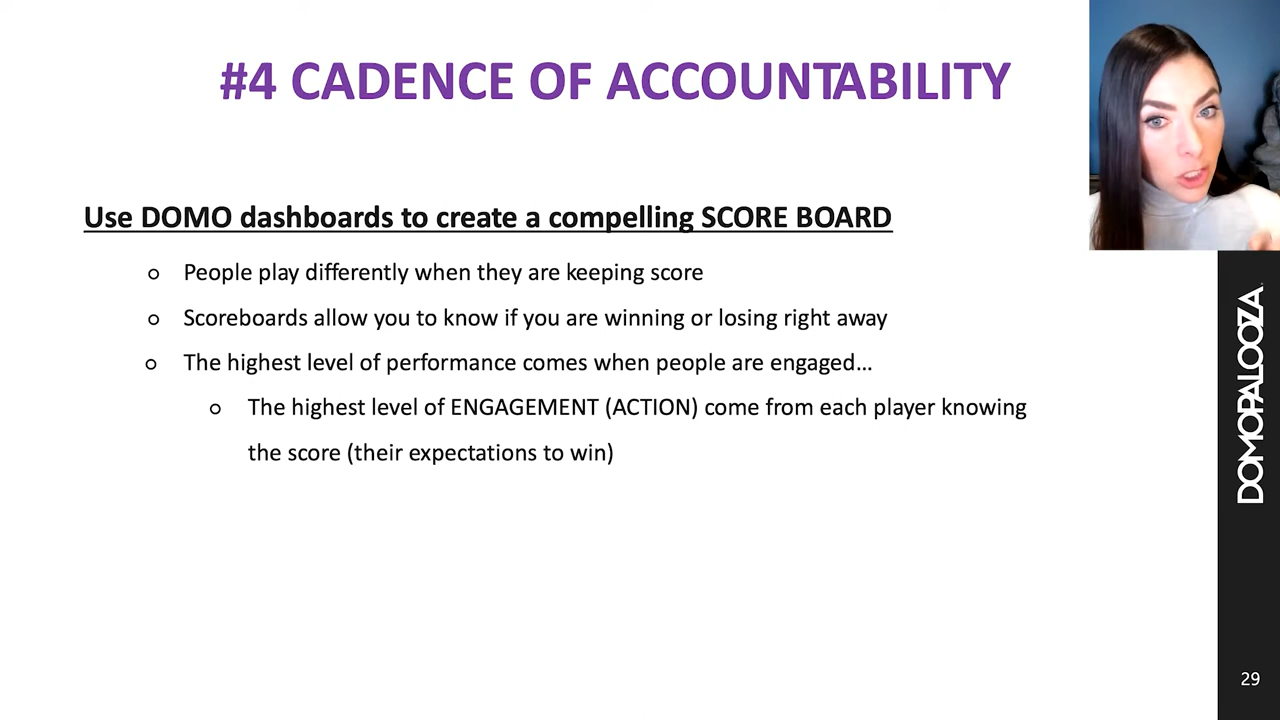 #4 CADENCE OF ACCOUNTABILITY
Use DOMO dashboards to create a compelling SCORE BOARD
People play differently when they are keeping score
Scoreboards allow you to know if you are winning or losing right away
The highest level of performance comes when people are engaged…
The highest level of ENGAGEMENT (ACTION) come from each player knowing
the score (their expectations to win)
DOMOPALOOZA
29